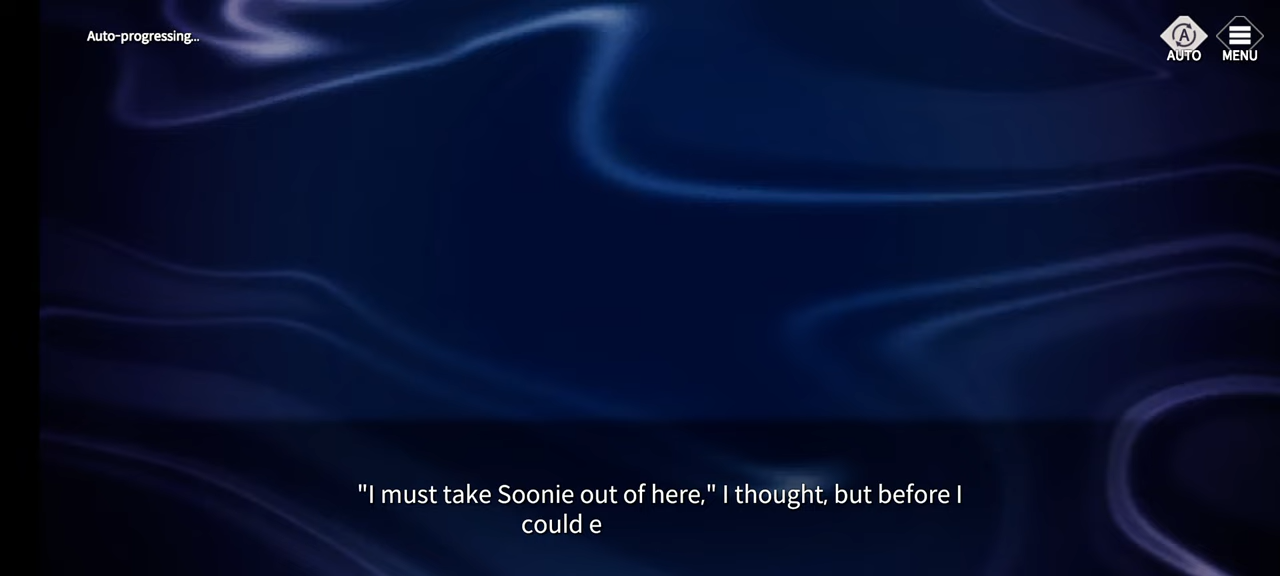 Auto-progressing...
A
AUTO
MENU
"I must take Soonie out of here," I thought, but before I
could e